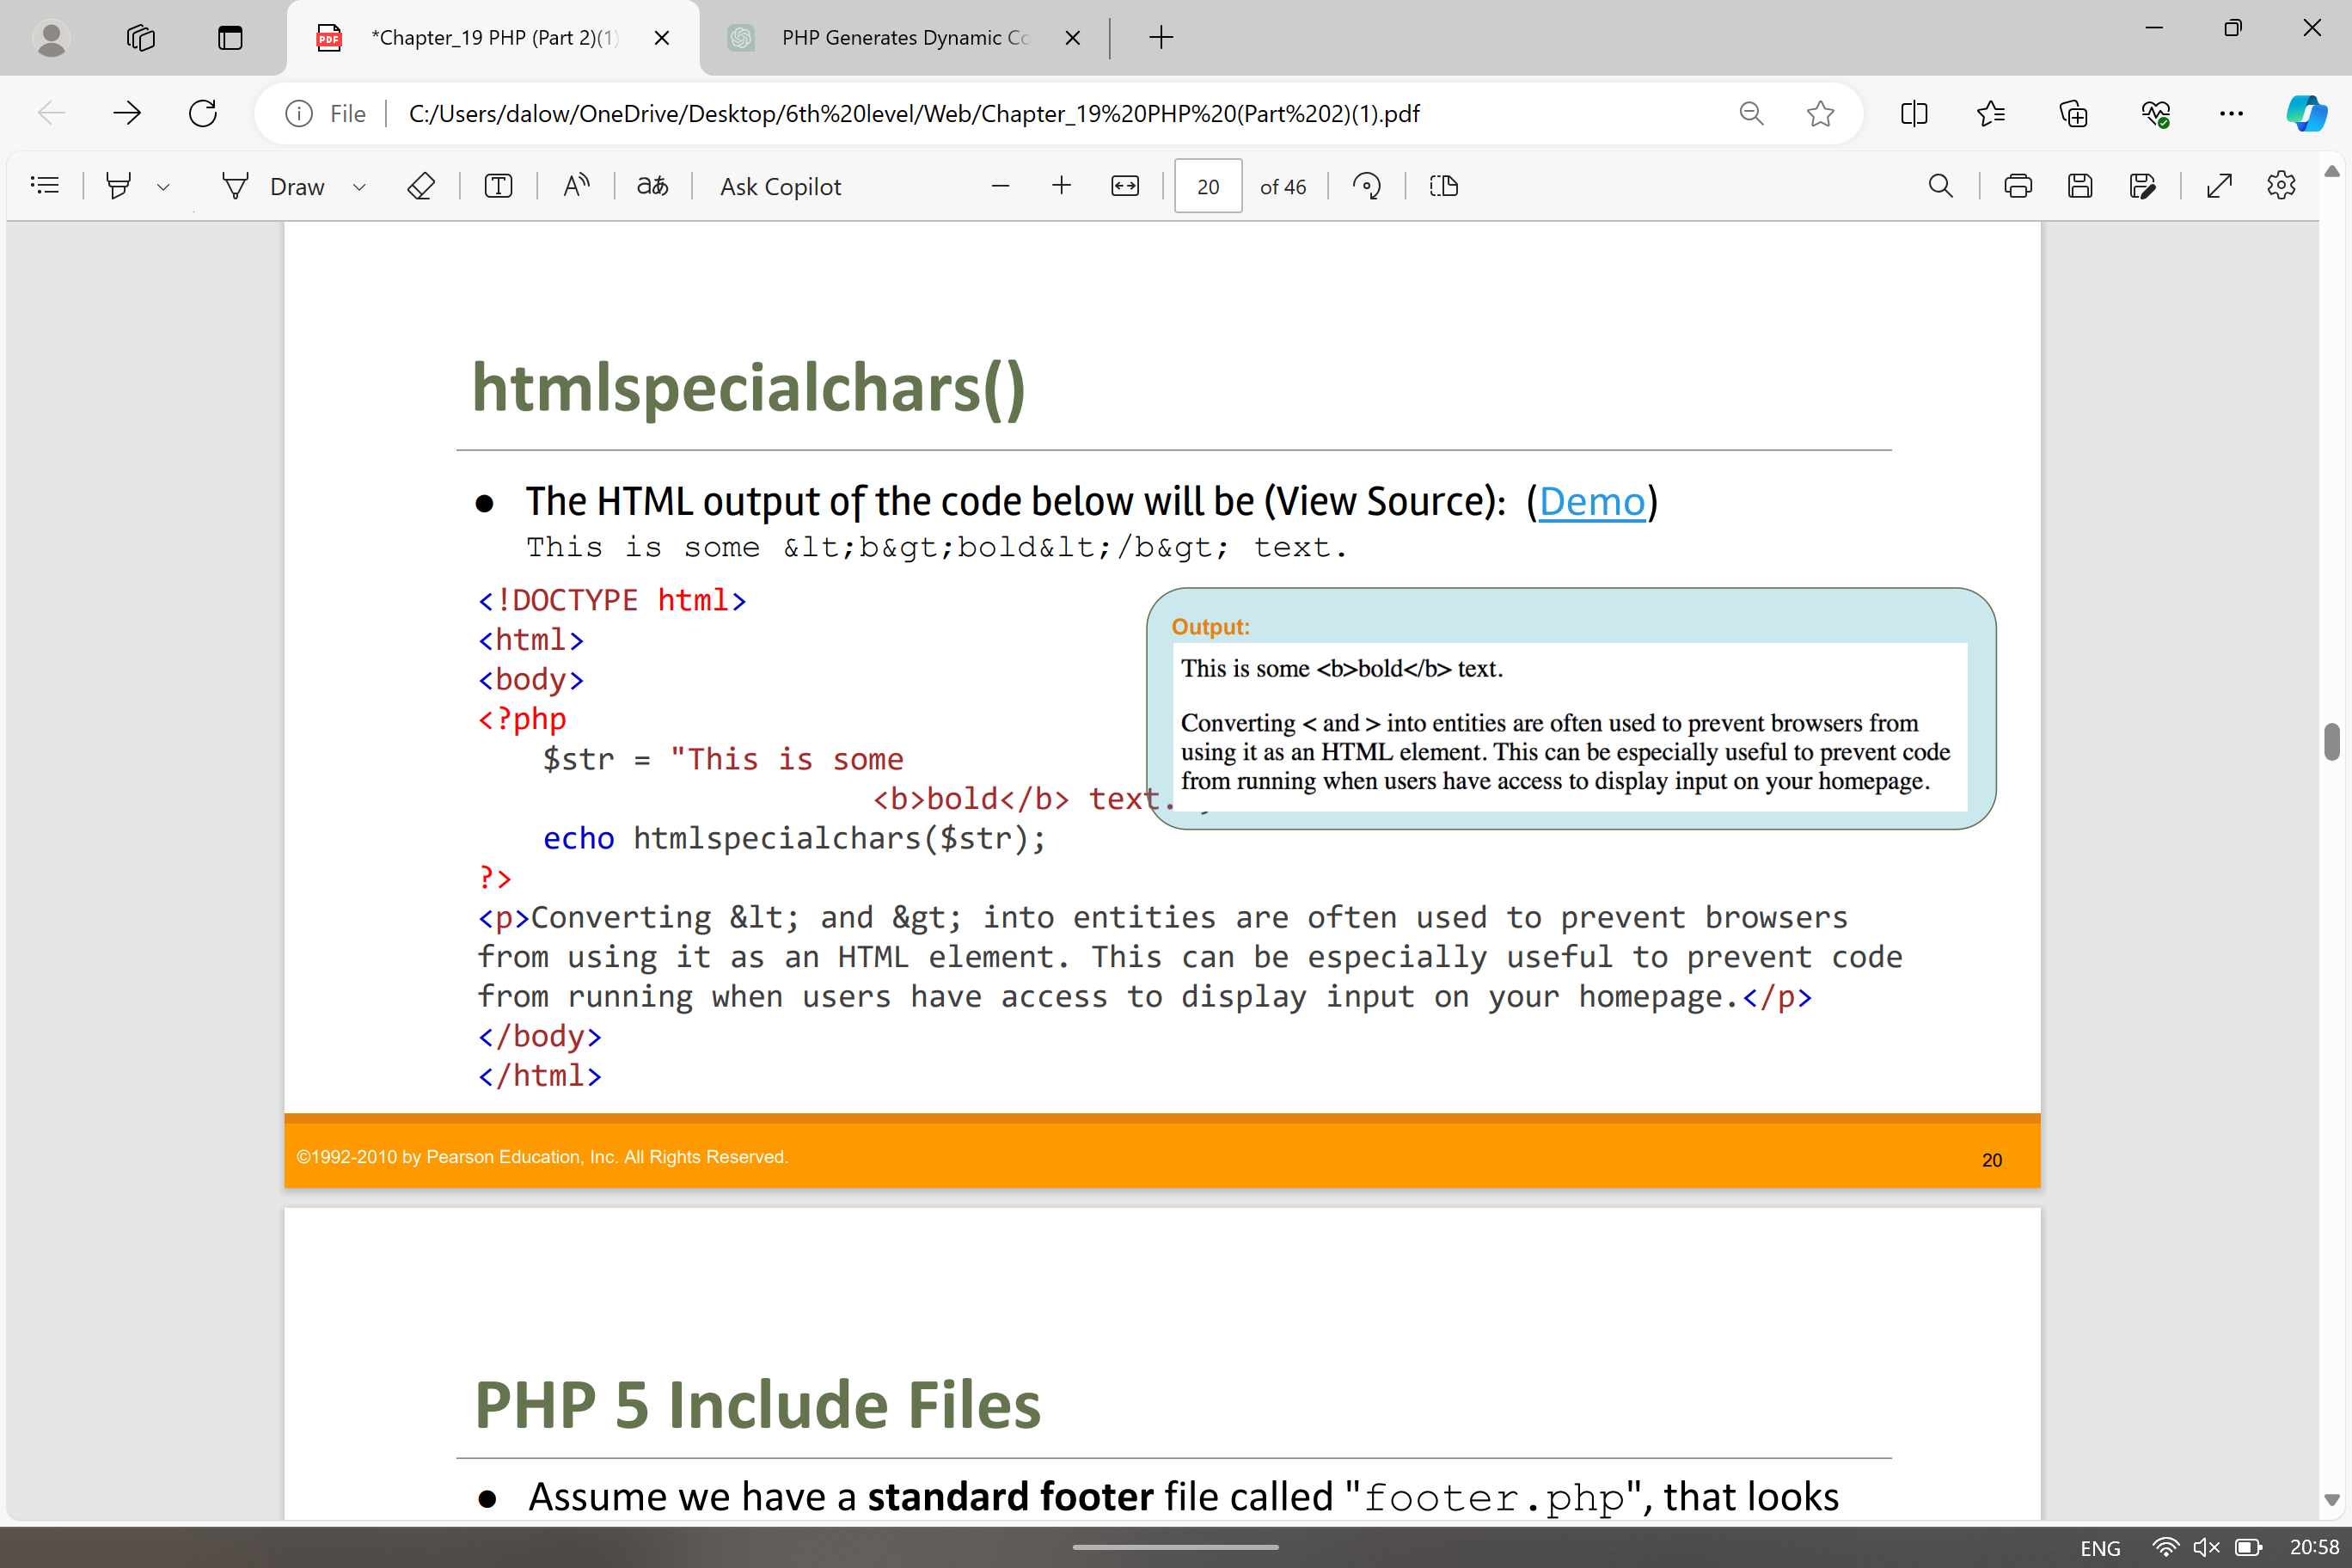 *Chapter_19 PHP (Part 2)(1)
PHP Generates Dynamic Co
File
C:/Users/dalow/OneDrive/Desktop/6th%20level/Web/Chapter_19%20PHP%20(Part%202)(1).pdf
Draw
aあ
Ask Copilot
20
of 46
htmlspecialchars()
● The HTML output of the code below will be (View Source): (Demo)
This is some &lt;b&gt;bold&lt;/b&gt; text.
<!DOCTYPE html>
<html>
<body>
<?php
$str = "This is some
<b>bold</b> text.
echo htmlspecialchars($str);
?>
<p>Converting &lt; and &gt; into entities are often used to prevent browsers
from using it as an HTML element. This can be especially useful to prevent code
from running when users have access to display input on your homepage.</p>
</body>
</html>
Output:
This is some <b>bold</b> text.
Converting < and > into entities are often used to prevent browsers from
using it as an HTML element. This can be especially useful to prevent code
from running when users have access to display input on your homepage.
©1992-2010 by Pearson Education, Inc. All Rights Reserved.
20
PHP 5 Include Files
● Assume we have a standard footer file called "footer.php", that looks
ENG
20:58